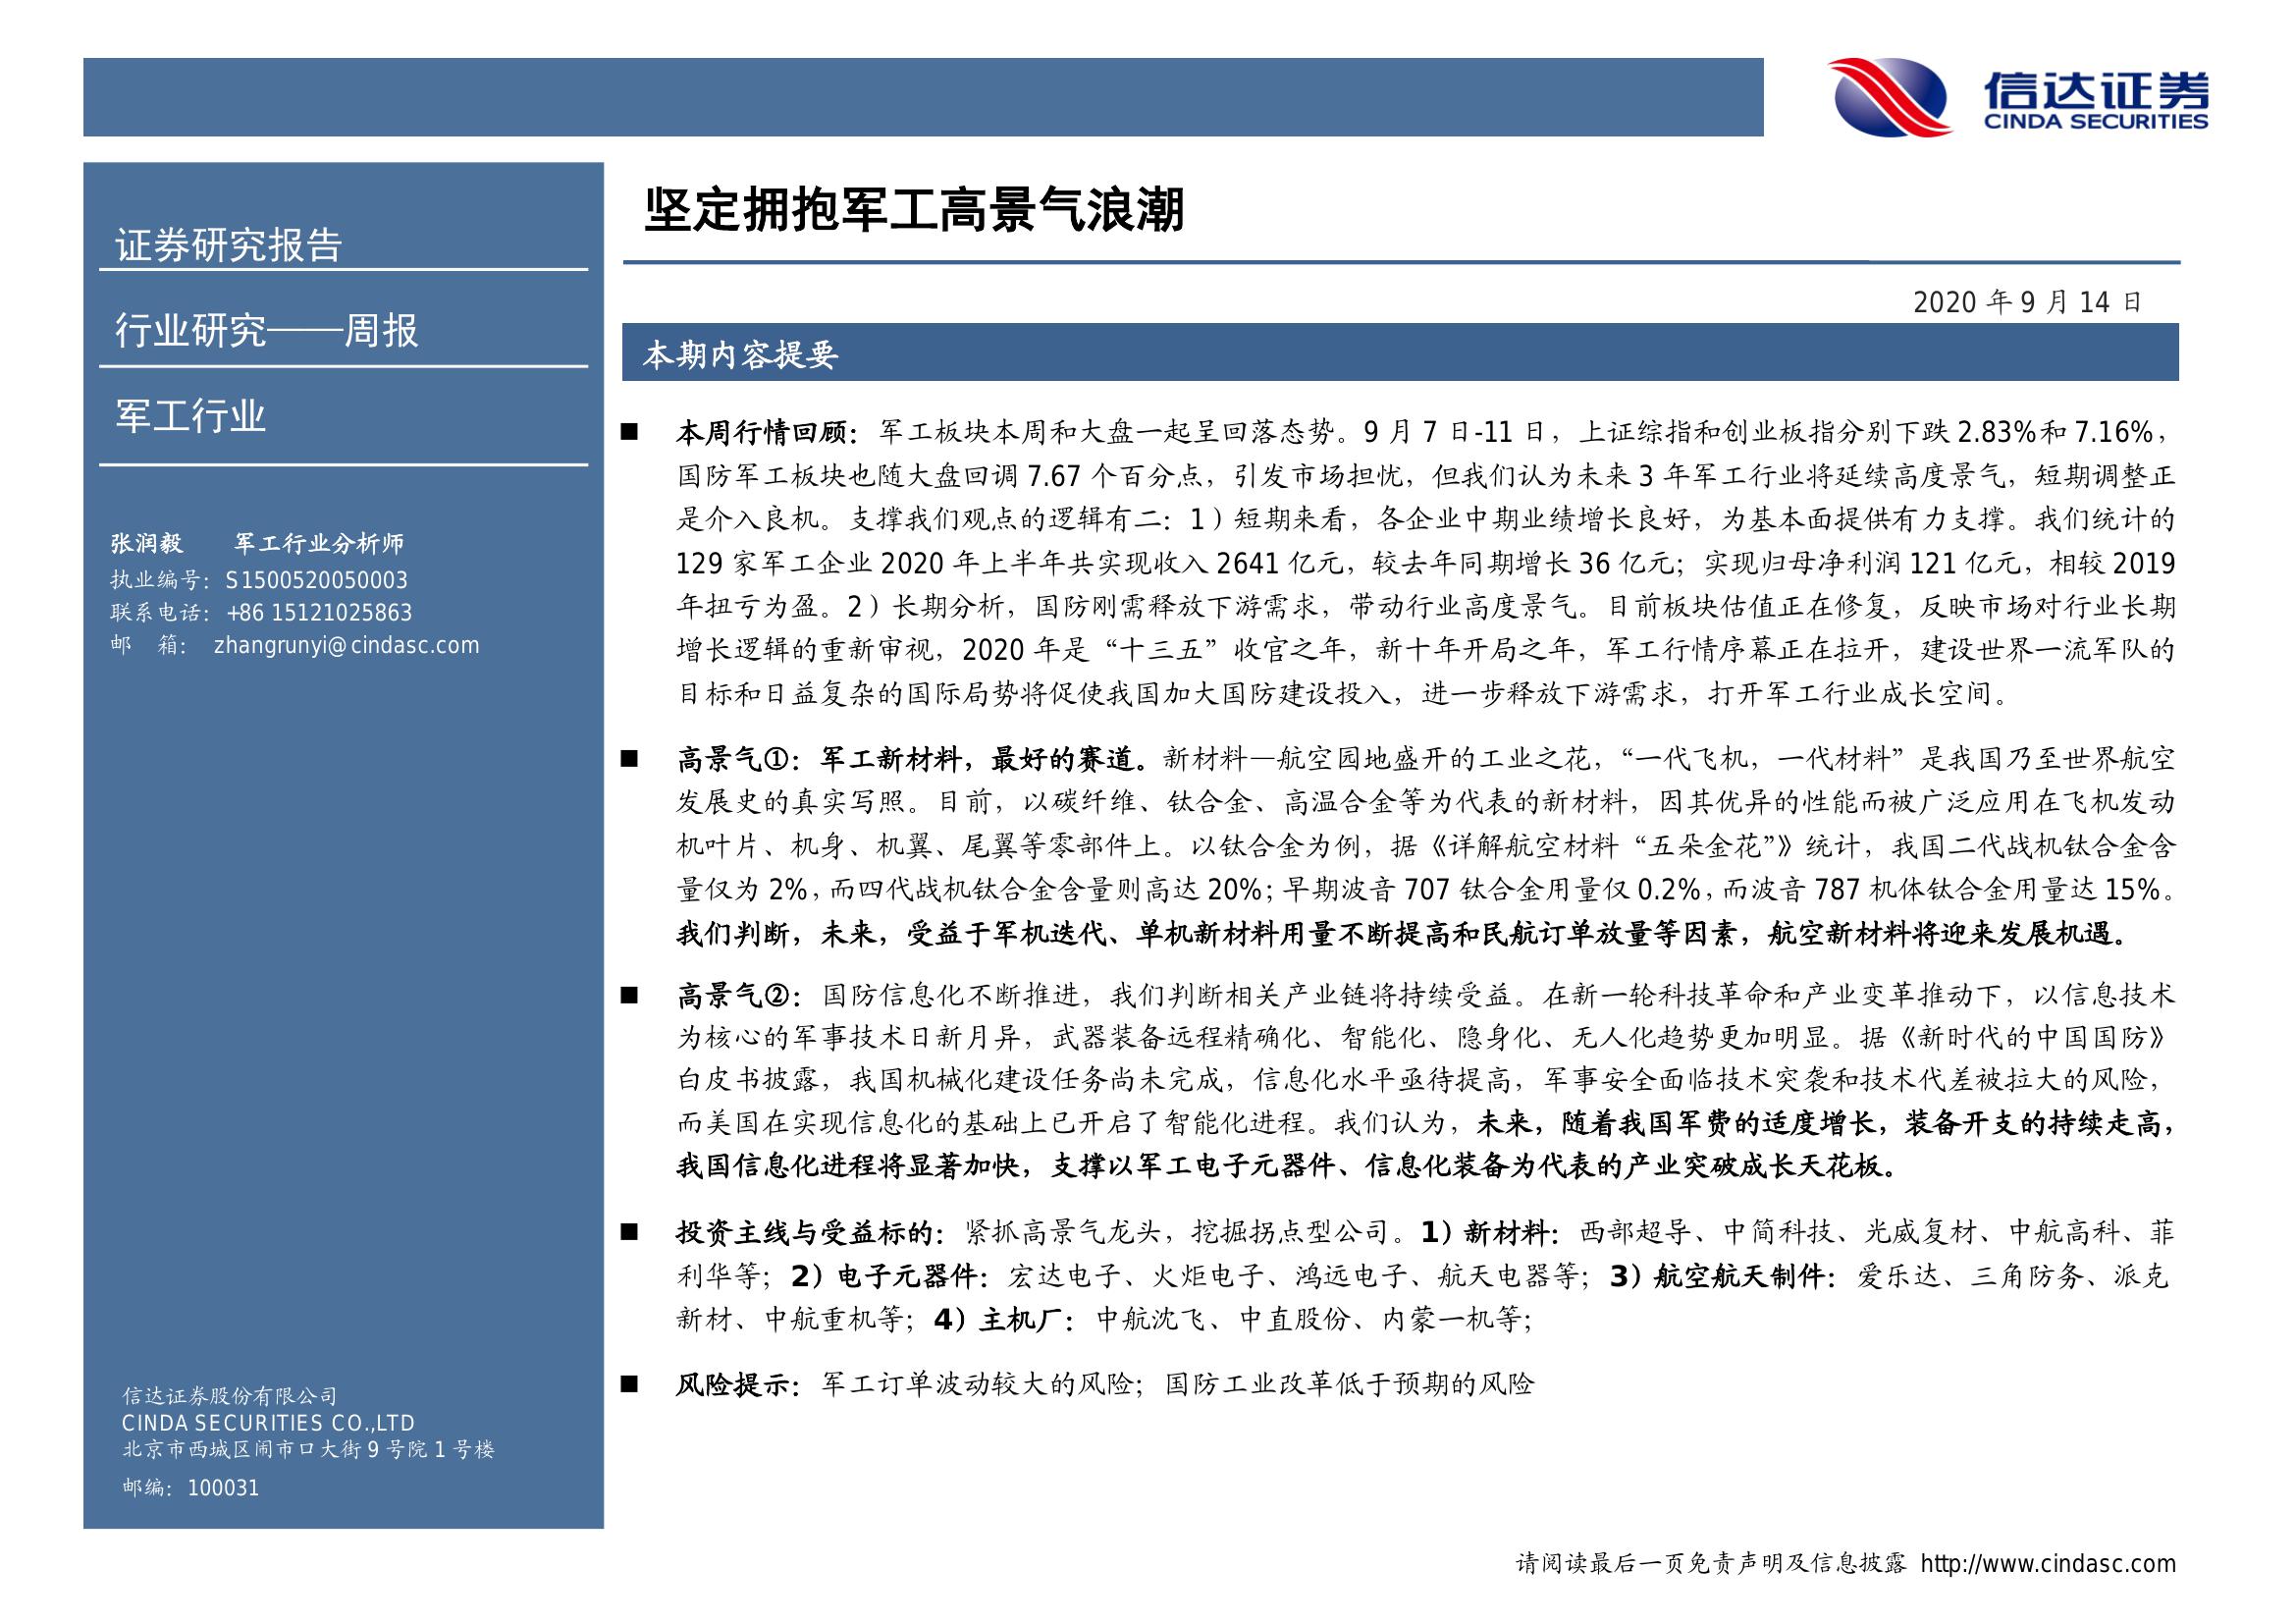 信达证券
CINDA SECURITIES
证券研究报告
行业研究——周报
军工行业
张润毅 军工行业分析师
执业编号：S1500520050003
联系电话：+86 15121025863
邮 箱： zhangrunyi@cindasc.com
信达证券股份有限公司
CINDA SECURITIES CO.,LTD
北京市西城区闹市口大街 9 号院 1 号楼
邮编：100031
坚定拥抱军工高景气浪潮
2020 年 9 月 14 日
本期内容提要
■ 本周行情回顾：军工板块本周和大盘一起呈回落态势。9 月 7 日-11 日，上证综指和创业板指分别下跌 2.83%和 7.16%，
国防军工板块也随大盘回调 7.67 个百分点，引发市场担忧，但我们认为未来 3 年军工行业将延续高度景气，短期调整正
是介入良机。支撑我们观点的逻辑有二：1）短期来看，各企业中期业绩增长良好，为基本面提供有力支撑。我们统计的
129 家军工企业 2020 年上半年共实现收入 2641 亿元，较去年同期增长 36 亿元；实现归母净利润 121 亿元，相较 2019
年扭亏为盈。2）长期分析，国防刚需释放下游需求，带动行业高度景气。目前板块估值正在修复，反映市场对行业长期
增长逻辑的重新审视，2020 年是“十三五”收官之年，新十年开局之年，军工行情序幕正在拉开，建设世界一流军队的
目标和日益复杂的国际局势将促使我国加大国防建设投入，进一步释放下游需求，打开军工行业成长空间。
■ 高景气①：军工新材料，最好的赛道。新材料—航空园地盛开的工业之花，“一代飞机，一代材料”是我国乃至世界航空
发展史的真实写照。目前，以碳纤维、钛合金、高温合金等为代表的新材料，因其优异的性能而被广泛应用在飞机发动
机叶片、机身、机翼、尾翼等零部件上。以钛合金为例，据《详解航空材料“五朵金花”》统计，我国二代战机钛合金含
量仅为 2%，而四代战机钛合金含量则高达 20%；早期波音 707 钛合金用量仅 0.2%，而波音 787 机体钛合金用量达 15%。
我们判断，未来，受益于军机迭代、单机新材料用量不断提高和民航订单放量等因素，航空新材料将迎来发展机遇。
■ 高景气②：国防信息化不断推进，我们判断相关产业链将持续受益。在新一轮科技革命和产业变革推动下，以信息技术
为核心的军事技术日新月异，武器装备远程精确化、智能化、隐身化、无人化趋势更加明显。据《新时代的中国国防》
白皮书披露，我国机械化建设任务尚未完成，信息化水平亟待提高，军事安全面临技术突袭和技术代差被拉大的风险，
而美国在实现信息化的基础上已开启了智能化进程。我们认为，未来，随着我国军费的适度增长，装备开支的持续走高，
我国信息化进程将显著加快，支撑以军工电子元器件、信息化装备为代表的产业突破成长天花板。
■ 投资主线与受益标的：紧抓高景气龙头，挖掘拐点型公司。1）新材料：西部超导、中简科技、光威复材、中航高科、菲
利华等；2）电子元器件：宏达电子、火炬电子、鸿远电子、航天电器等；3）航空航天制件：爱乐达、三角防务、派克
新材、中航重机等；4）主机厂：中航沈飞、中直股份、内蒙一机等；
■ 风险提示：军工订单波动较大的风险；国防工业改革低于预期的风险
请阅读最后一页免责声明及信息披露 http://www.cindasc.com